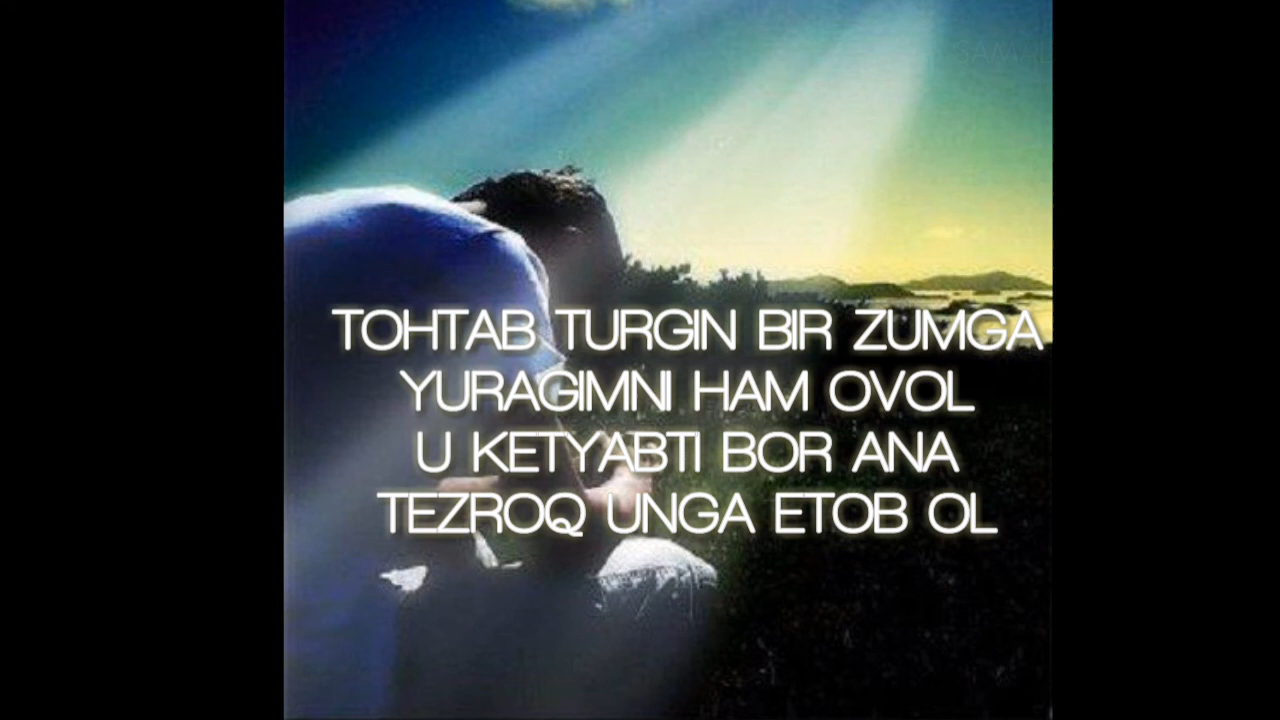 TOHTAB TURGIN BIR ZUMGA
YURAGIMNI HAM OVOL
U KETYABTI BOR ANA
TEZROQ UNGA ETOB OL